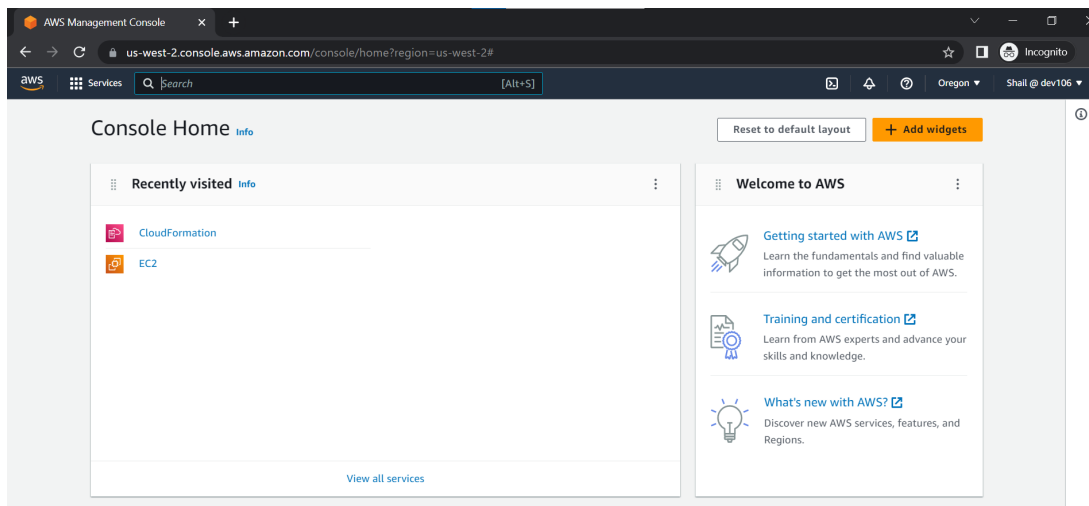 AWS Management Console
us-west-2.console.aws.amazon.com/console/home?region=us-west-2#
Incognito
aws Services Search [Alt+S] Oregon Shail @ dev106
Console Home Info
Reset to default layout
+ Add widgets
Recently visited Info
CloudFormation
EC2
View all services
Welcome to AWS
Getting started with AWS
Learn the fundamentals and find valuable
information to get the most out of AWS.
Training and certification
Learn from AWS experts and advance your
skills and knowledge.
What's new with AWS?
Discover new AWS services, features, and
Regions.